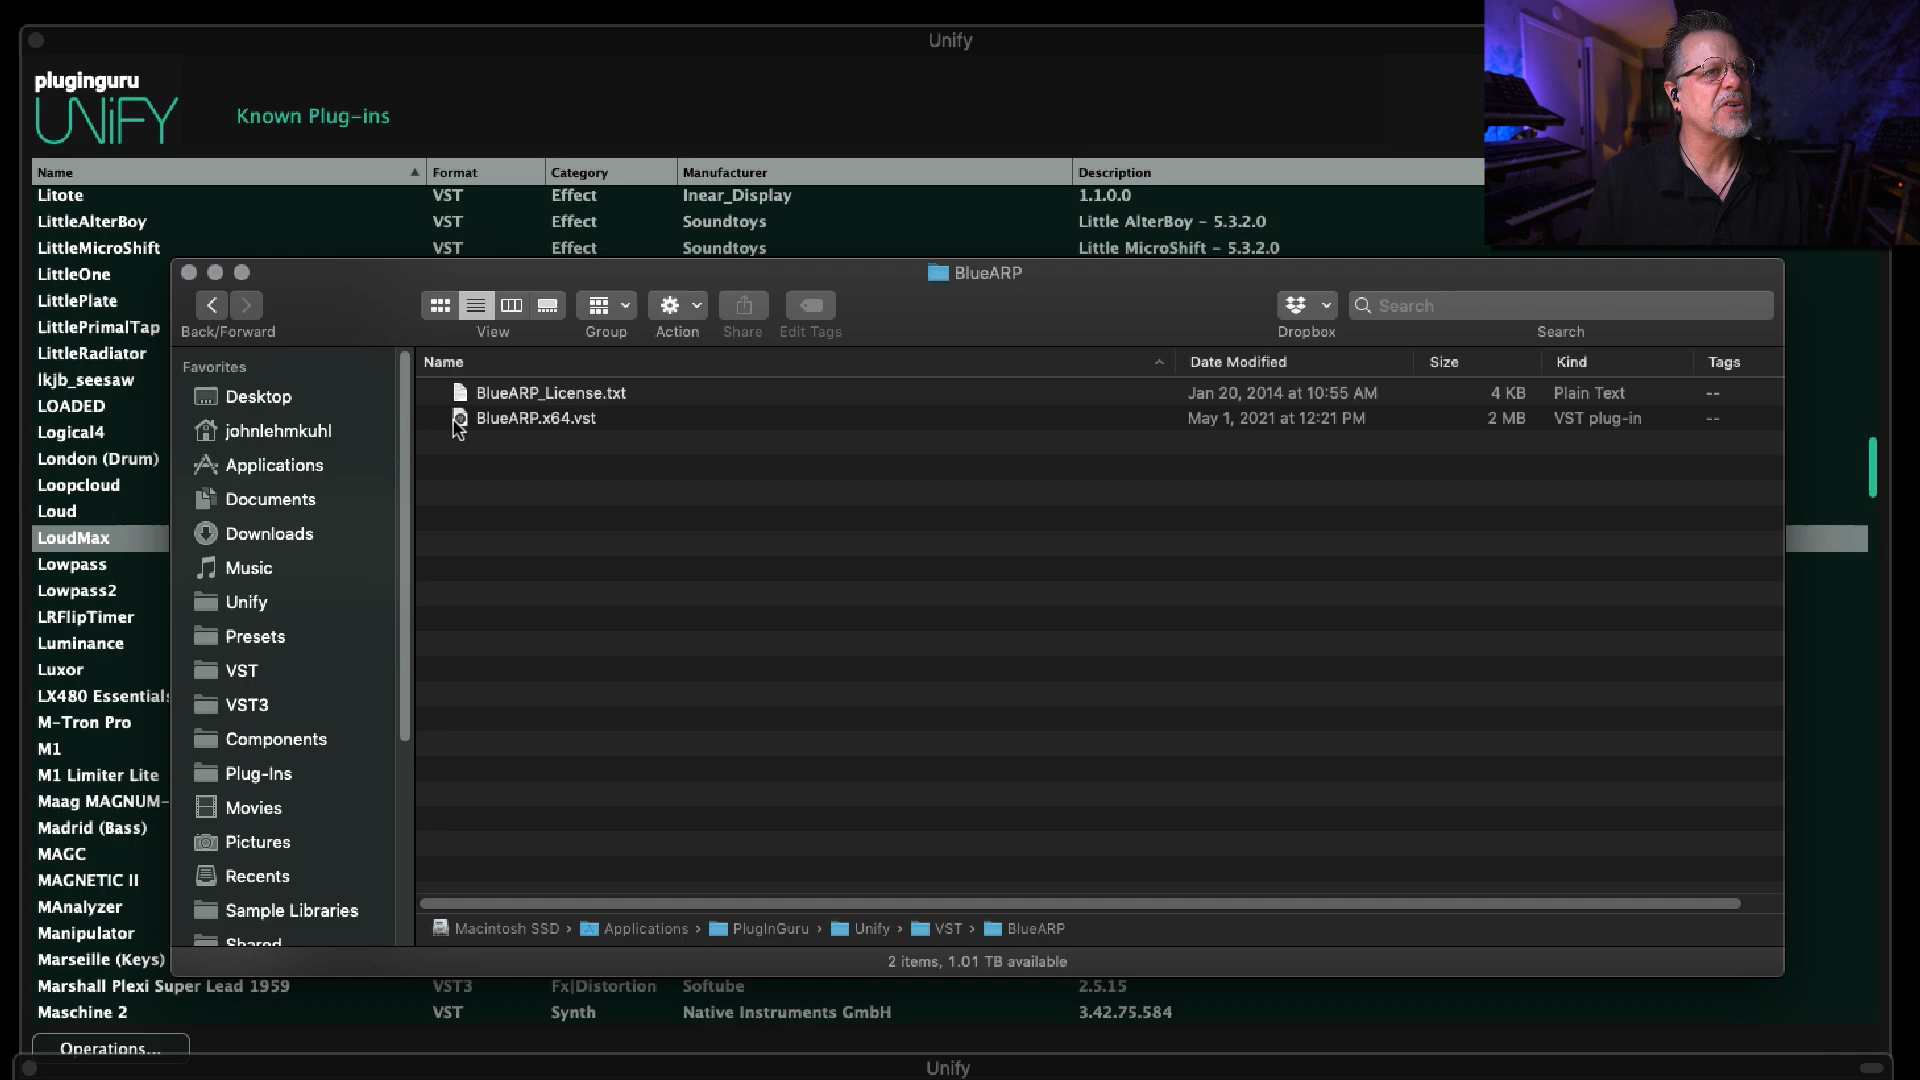 Unify
pluginguru
UNiFY
Known Plug-ins
Name Format Category Manufacturer Description
Litote VST Effect Inear_Display 1.1.0.0
LittleAlterBoy VST Effect Soundtoys Little AlterBoy - 5.3.2.0
LittleMicroShift VST Effect Soundtoys Little MicroShift - 5.3.2.0
LittleOne
LittlePlate
LittlePrimalTap
LittleRadiator
lkjb_seesaw
LOADED
Logical4
London (Drum)
Loopcloud
Loud
LoudMax
Lowpass
Lowpass2
LRFlipTimer
Luminance
Luxor
LX480 Essentials
M-Tron Pro
M1
M1 Limiter Lite
Maag MAGNUM-
Madrid (Bass)
MAGC
MAGNETIC II
MAnalyzer
Manipulator
Marseille (Keys)
Marshall Plexi Super Lead 1959 VST3 Fx|Distortion Softube 2.5.15
Maschine 2 VST Synth Native Instruments GmbH 3.42.75.584
Operations...
Unify
BlueARP
Search
Back/Forward View Group Action Share Edit Tags Dropbox Search
Favorites
Desktop
johnlehmkuhl
Applications
Documents
Downloads
Music
Unify
Presets
VST
VST3
Components
Plug-Ins
Movies
Pictures
Recents
Sample Libraries
Shared
Name Date Modified Size Kind Tags
BlueARP_License.txt Jan 20, 2014 at 10:55 AM 4 KB Plain Text --
BlueARP.x64.vst May 1, 2021 at 12:21 PM 2 MB VST plug-in --
Macintosh SSD › Applications › PlugInGuru › Unify › VST › BlueARP
2 items, 1.01 TB available